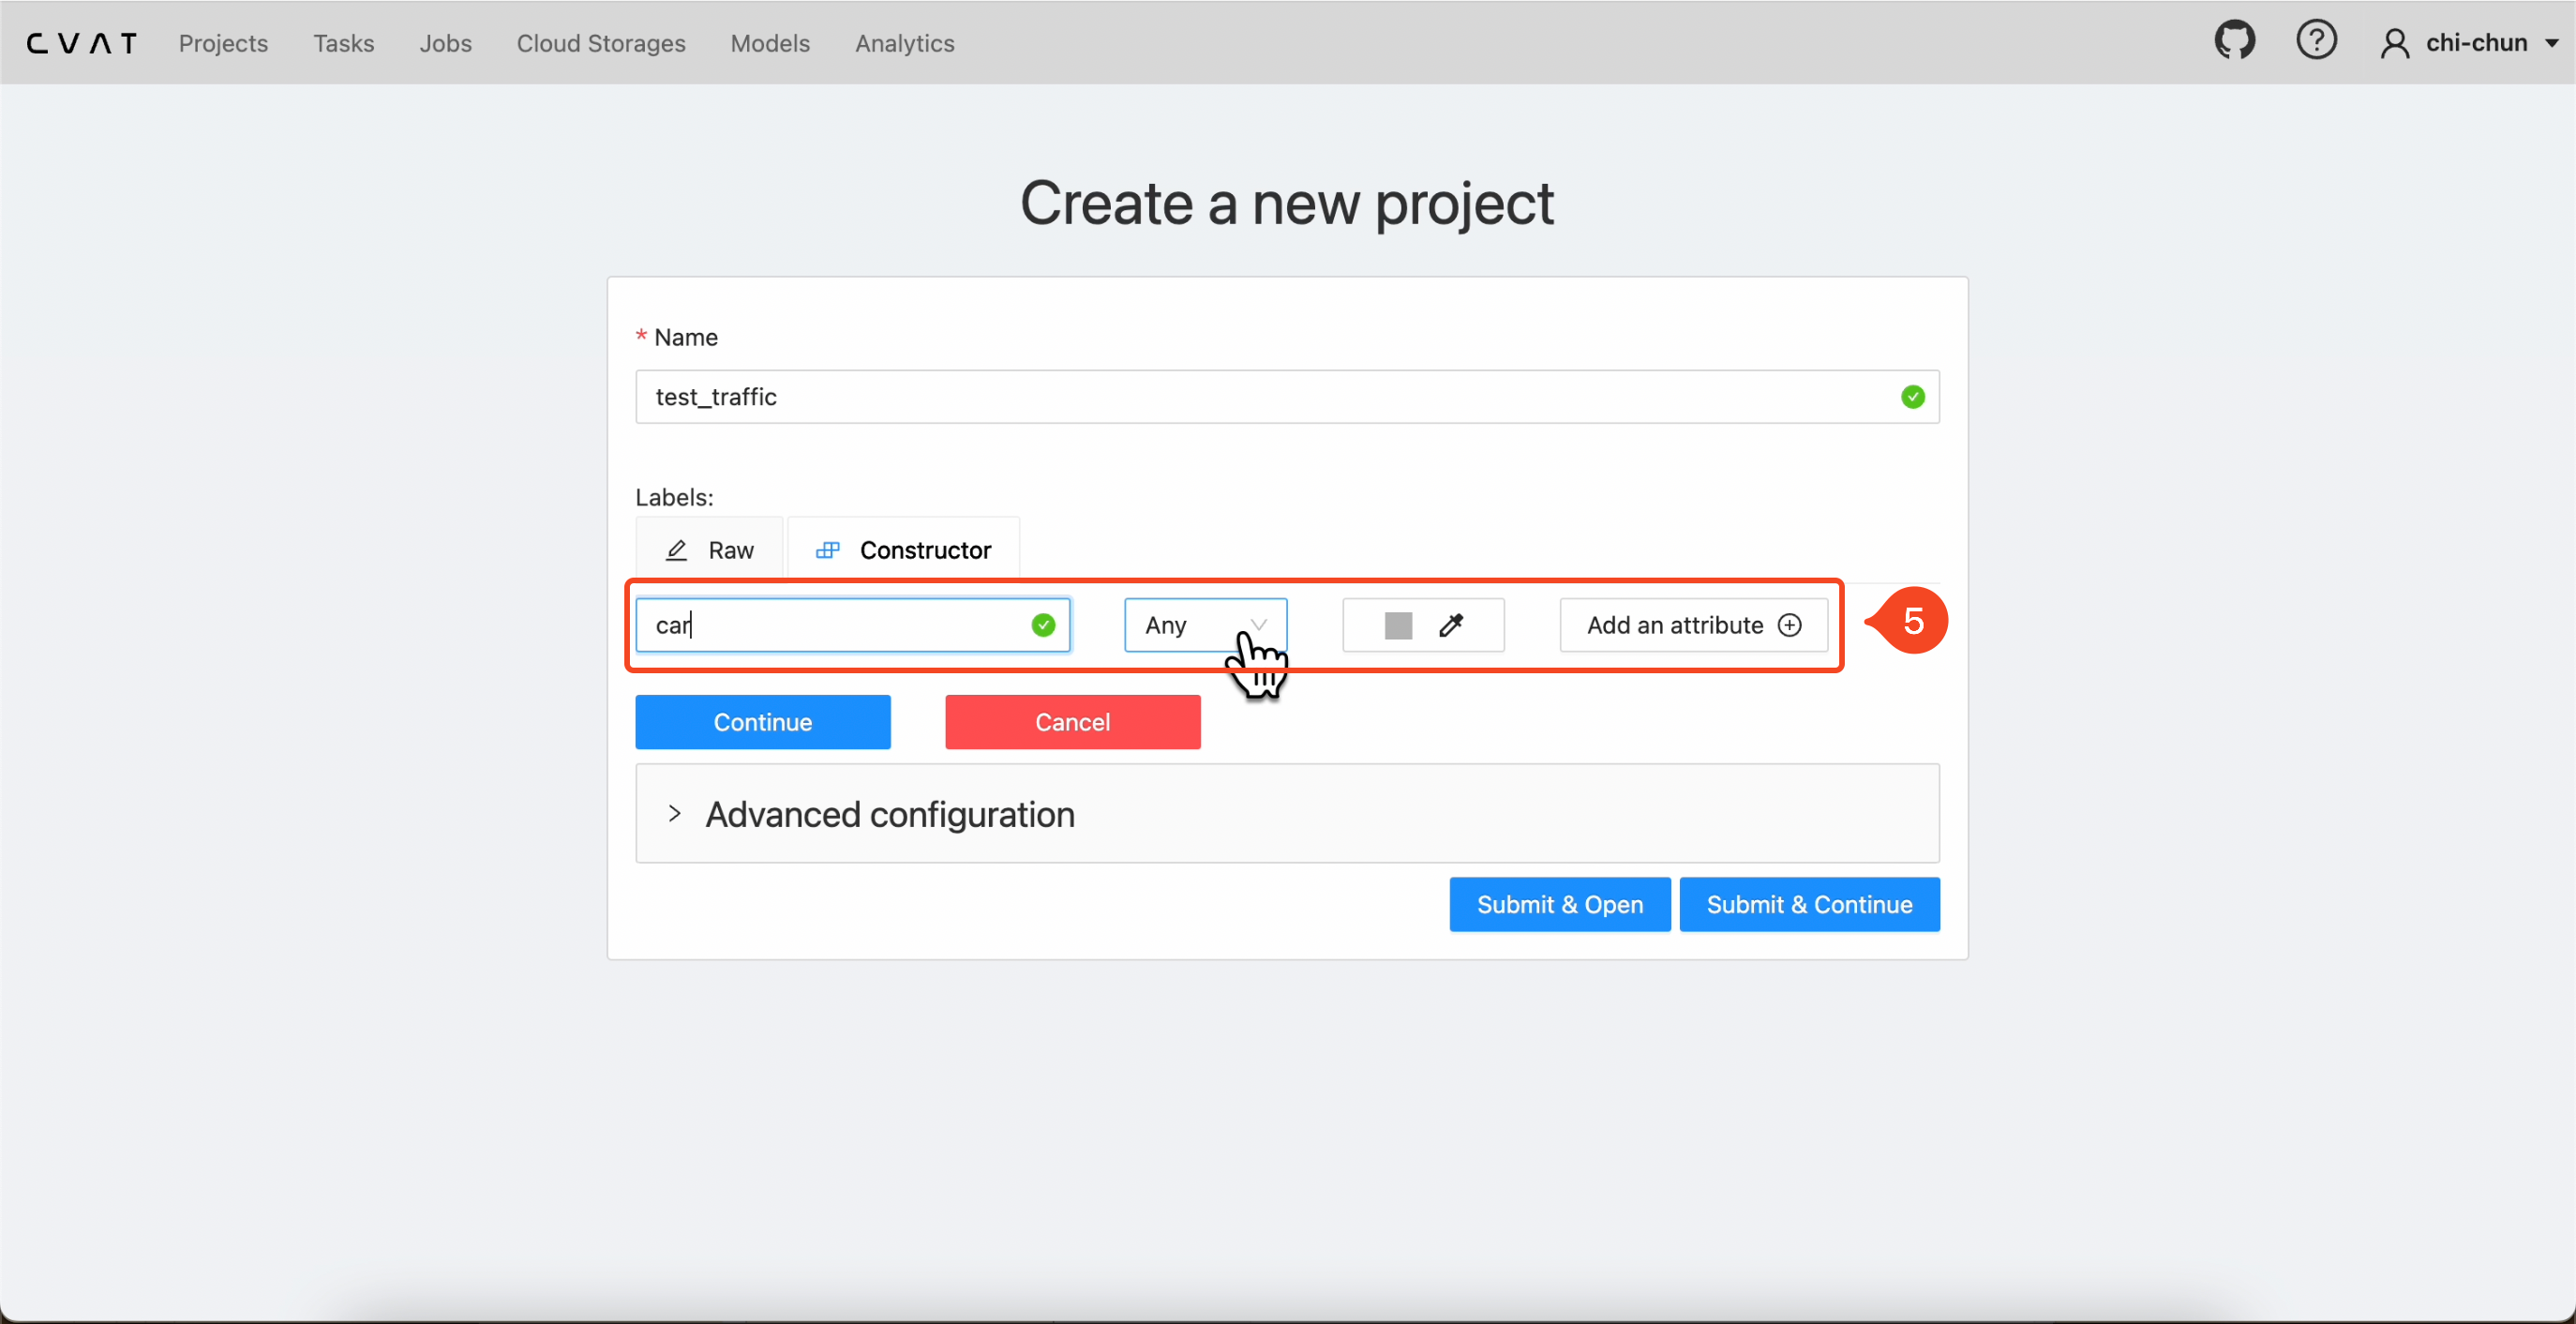 CVAT Projects Tasks Jobs Cloud Storages Models Analytics chi-chun
Create a new project
* Name
test_traffic
Labels:
Raw Constructor
car Any Add an attribute 5
Continue Cancel
Advanced configuration
Submit & Open Submit & Continue